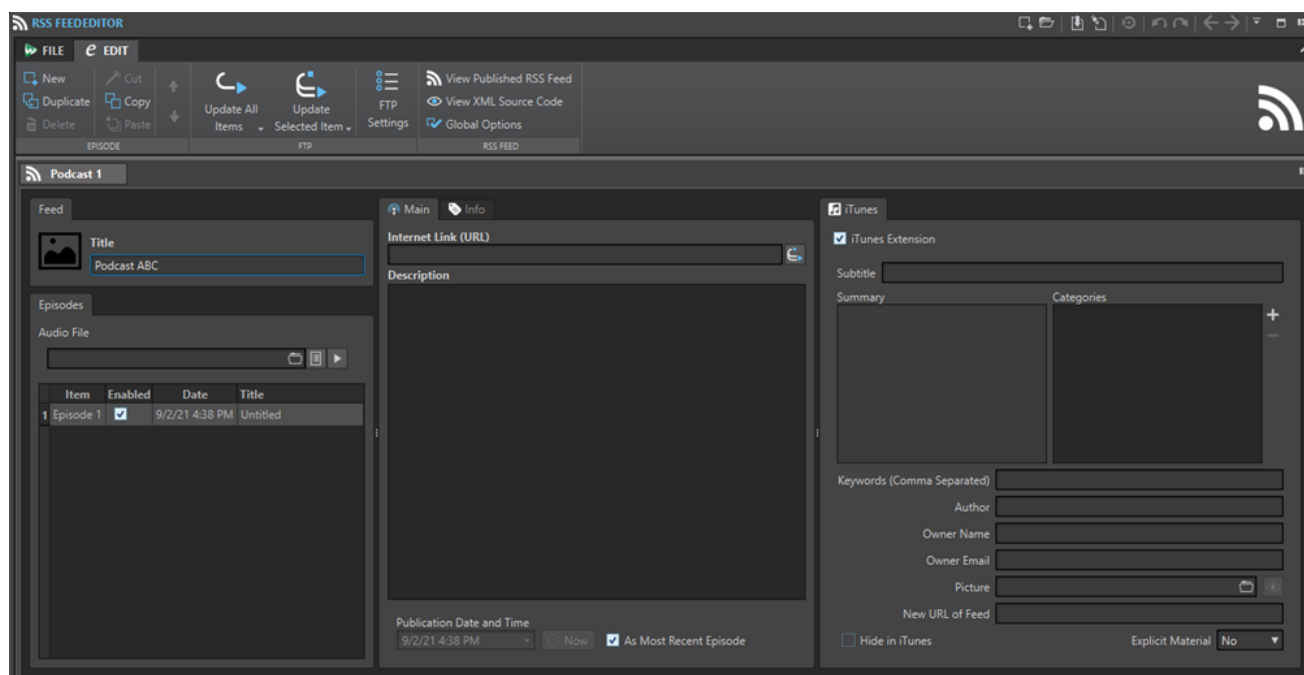 RSS FEEDEDITOR
FILE EDIT
New Cut
Duplicate Copy
Delete Paste
EPISODE
Update All Items
Update Selected Item
FTP Settings
FTP
View Published RSS Feed
View XML Source Code
Global Options
RSS FEED
Podcast 1
Feed
Title
Podcast ABC
Episodes
Audio File
Item Enabled Date Title
1 Episode 1 9/2/21 4:38 PM Untitled
Main Info
Internet Link (URL)
Description
Publication Date and Time
9/2/21 4:38 PM Now As Most Recent Episode
iTunes
iTunes Extension
Subtitle
Summary Categories
Keywords (Comma Separated)
Author
Owner Name
Owner Email
Picture
New URL of Feed
Hide in iTunes Explicit Material No